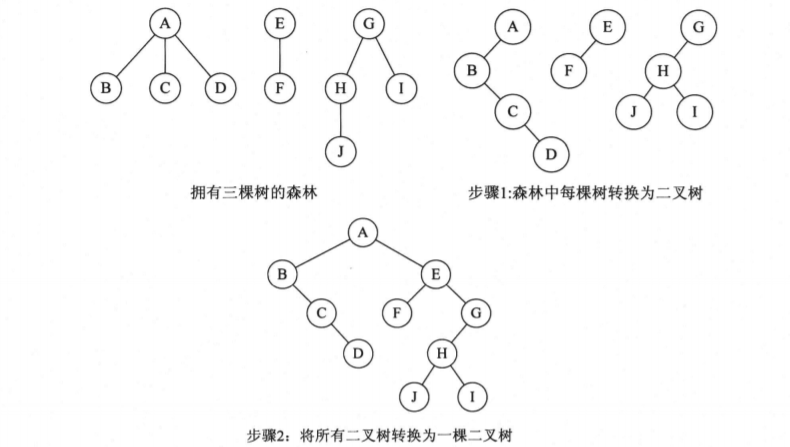 A E G A E G
B C D F H I B F H
J C J I
D
拥有三棵树的森林 步骤1:森林中每棵树转换为二叉树
A
B E
C F G
D H
J I
步骤2：将所有二叉树转换为一棵二叉树